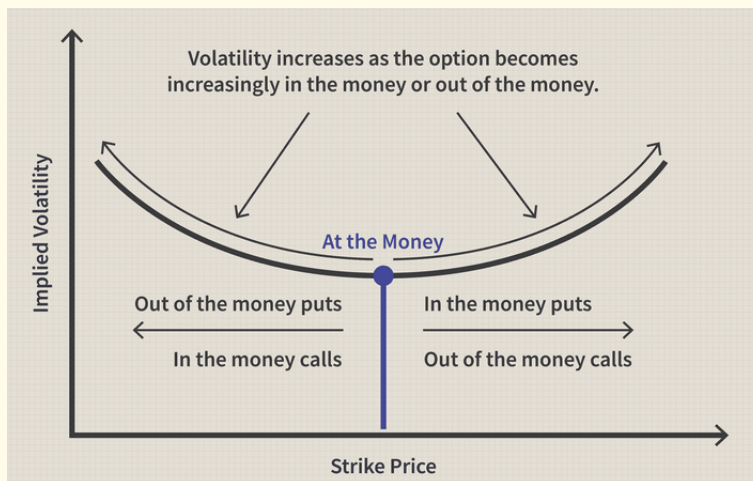 Volatility increases as the option becomes
increasingly in the money or out of the money.
Implied Volatility
At the Money
Out of the money puts
In the money puts
In the money calls
Out of the money calls
Strike Price